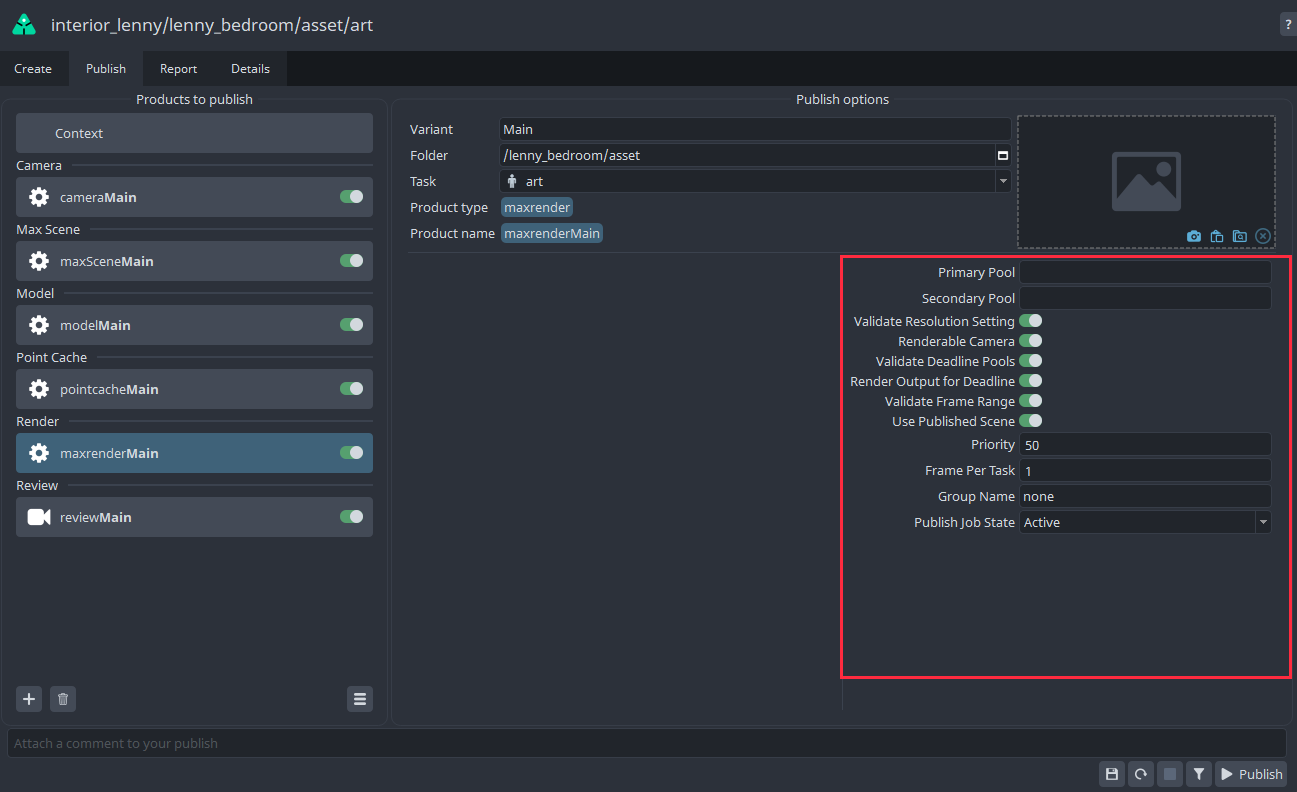 interior_lenny/lenny_bedroom/asset/art
?
Create Publish Report Details
Products to publish
Context
Camera
cameraMain
Max Scene
maxSceneMain
Model
modelMain
Point Cache
pointcacheMain
Render
maxrenderMain
Review
reviewMain
Publish options
Variant Main
Folder /lenny_bedroom/asset
Task art
Product type maxrender
Product name maxrenderMain
Primary Pool
Secondary Pool
Validate Resolution Setting
Renderable Camera
Validate Deadline Pools
Render Output for Deadline
Validate Frame Range
Use Published Scene
Priority 50
Frame Per Task 1
Group Name none
Publish Job State Active
Attach a comment to your publish
Publish